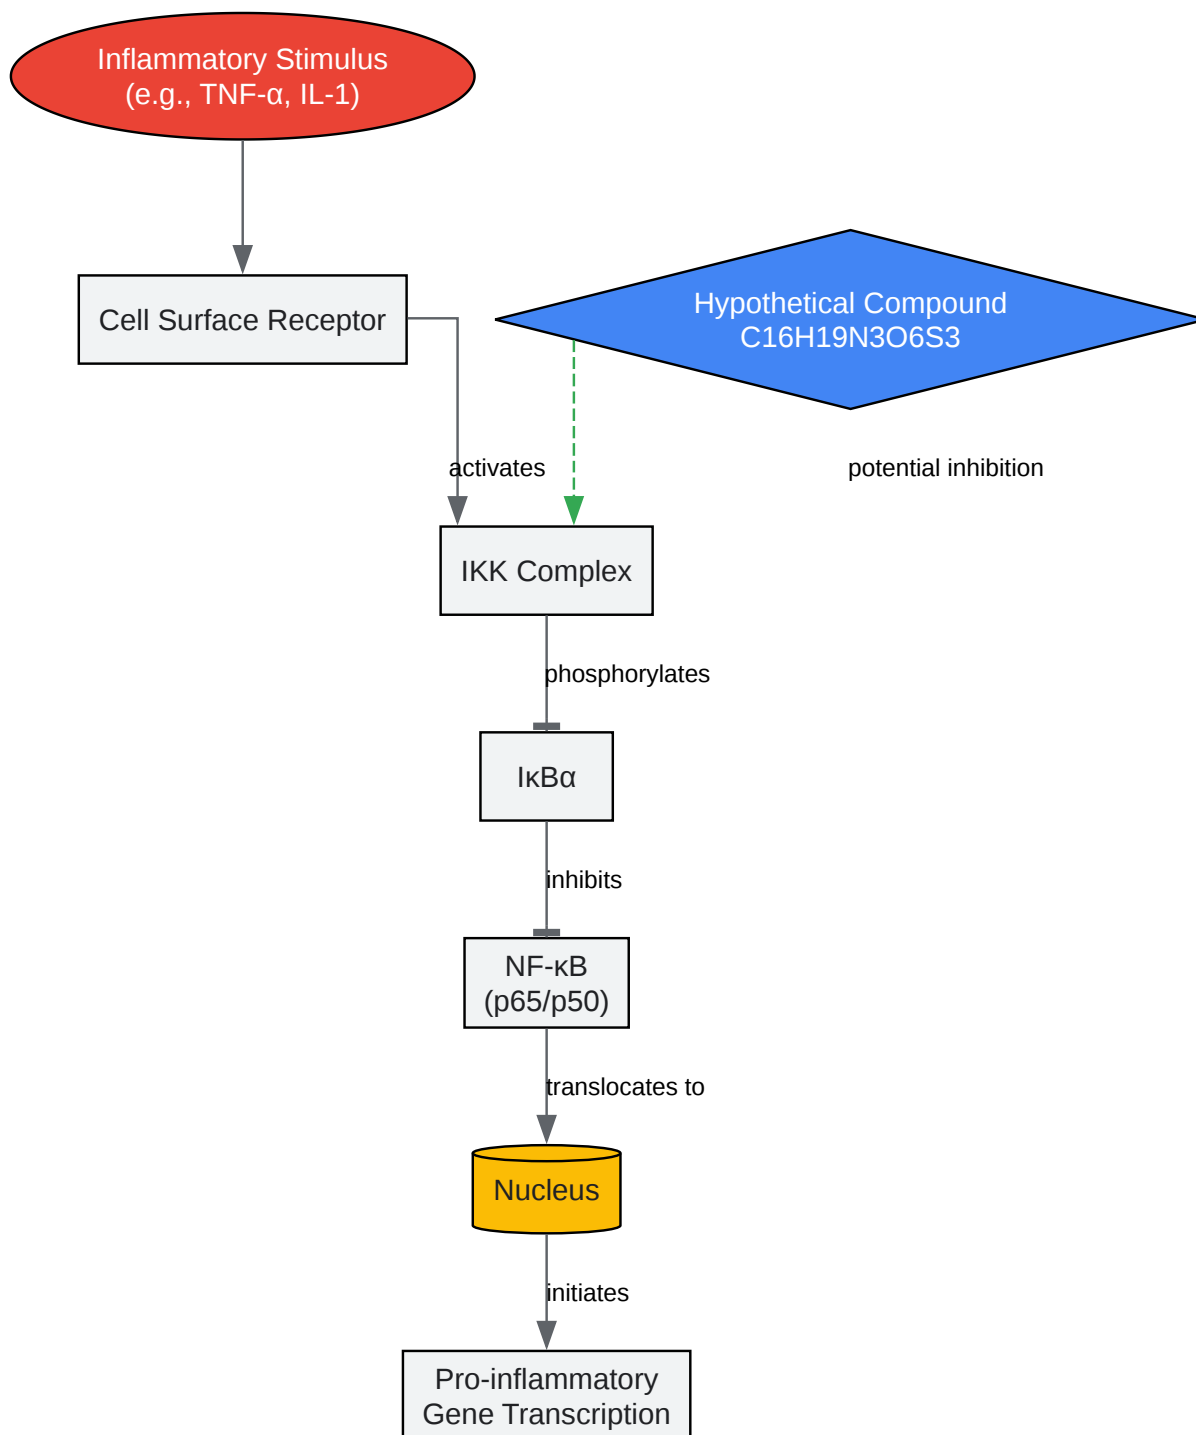 Inflammatory Stimulus
(e.g., TNF-α, IL-1)
Cell Surface Receptor
Hypothetical Compound
C16H19N3O6S3
activates
potential inhibition
IKK Complex
phosphorylates
IκBα
inhibits
NF-κB
(p65/p50)
translocates to
Nucleus
initiates
Pro-inflammatory
Gene Transcription